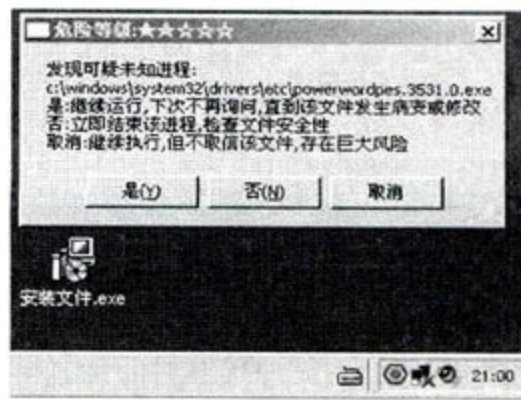 危险等级:★☆☆☆☆
发现可疑未知进程:
c:\windows\system32\drivers\etc\powerwordpes.3531.0.exe
是:继续运行,下次不再询问,直到该文件发生病变或修改
否:立即结束该进程,检查文件安全性
取消:继续执行,但不取信该文件,存在巨大风险
是(Y) 否(N) 取消
安装文件.exe
21:00